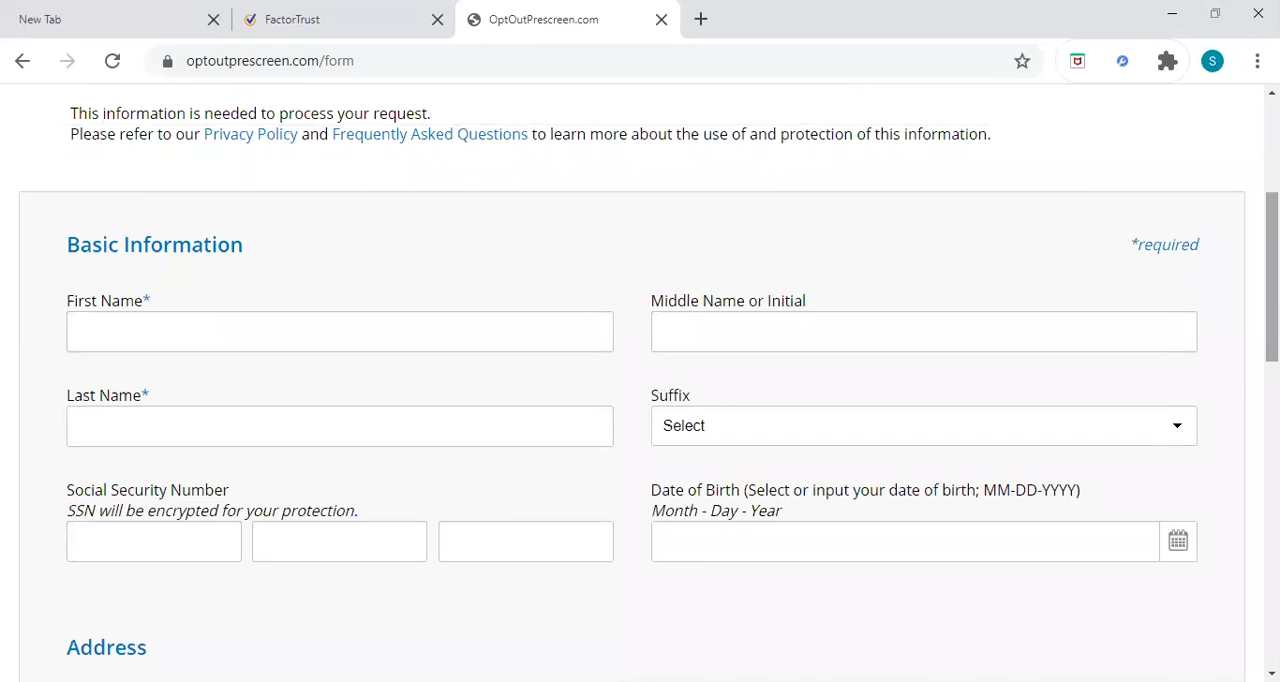 New Tab
FactorTrust
OptOutPrescreen.com
optoutprescreen.com/form
S
This information is needed to process your request.
Please refer to our Privacy Policy and Frequently Asked Questions to learn more about the use of and protection of this information.
Basic Information
*required
First Name*
Middle Name or Initial
Last Name*
Suffix
Select
Social Security Number
Date of Birth (Select or input your date of birth; MM-DD-YYYY)
SSN will be encrypted for your protection.
Month - Day - Year
Address